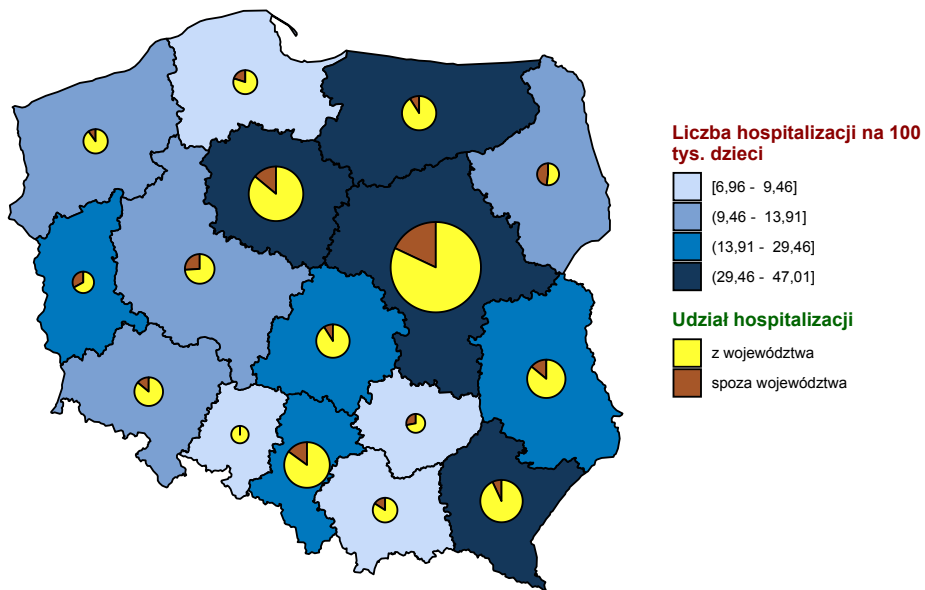 Liczba hospitalizacji na 100
tys. dzieci
[6,96 - 9,46]
(9,46 - 13,91]
(13,91 - 29,46]
(29,46 - 47,01]
Udział hospitalizacji
z województwa
spoza województwa